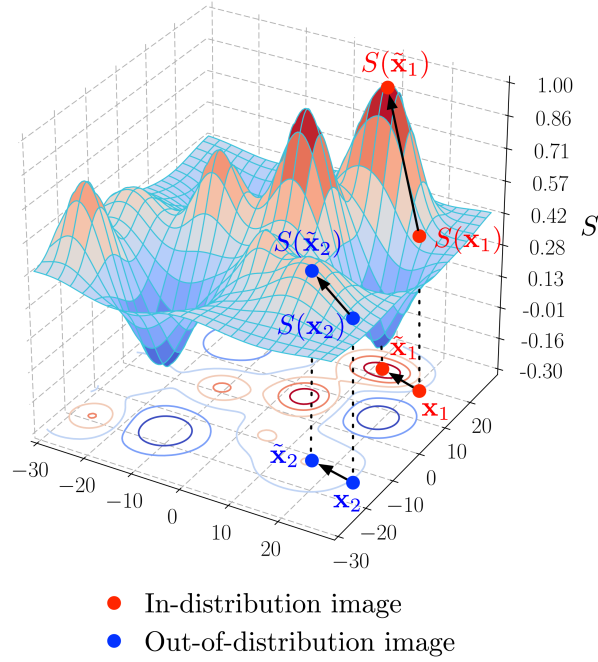 S(x̃₁)
1.00
0.86
0.71
0.57
0.42
0.28
0.13
-0.01
-0.16
-0.30
S
S(x₁)
S(x̃₂)
S(x₂)
x̃₁
x₁
x̃₂
x₂
−30
−20
−10
0
10
20
−30
−20
−10
0
10
20
In-distribution image
Out-of-distribution image